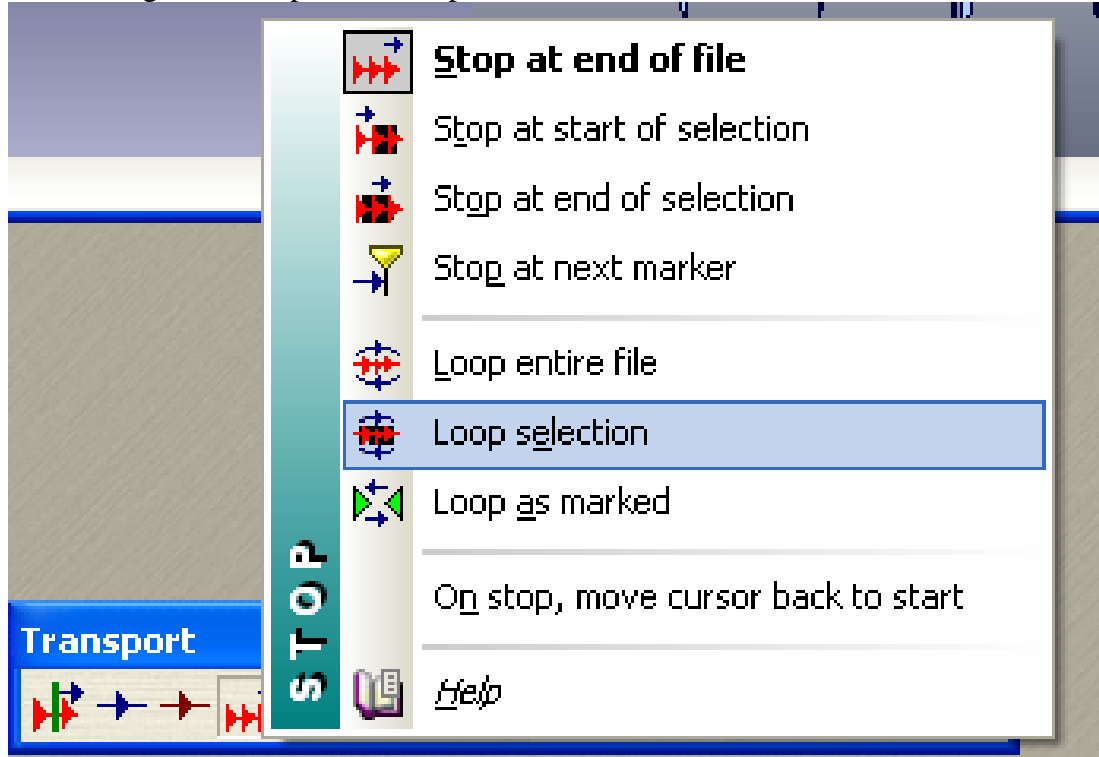 Stop at end of file
Stop at start of selection
Stop at end of selection
Stop at next marker
Loop entire file
Loop selection
Loop as marked
On stop, move cursor back to start
Help
STOP
Transport